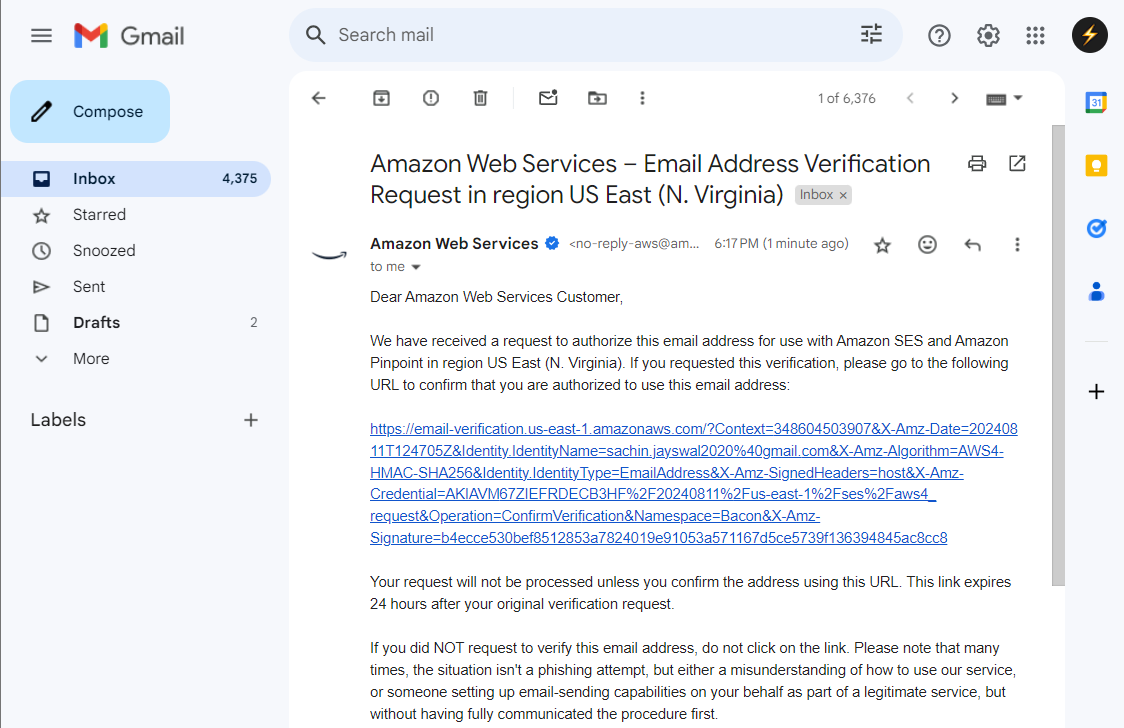 Gmail
Search mail
Compose
Inbox 4,375
Starred
Snoozed
Sent
Drafts 2
More
Labels
1 of 6,376
31
Amazon Web Services – Email Address Verification
Request in region US East (N. Virginia)
Inbox ×
Amazon Web Services <no-reply-aws@am... 6:17 PM (1 minute ago)
to me
Dear Amazon Web Services Customer,
We have received a request to authorize this email address for use with Amazon SES and Amazon
Pinpoint in region US East (N. Virginia). If you requested this verification, please go to the following
URL to confirm that you are authorized to use this email address:
https://email-verification.us-east-1.amazonaws.com/?Context=348604503907&X-Amz-Date=202408
11T124705Z&Identity.IdentityName=sachin.jayswal2020%40gmail.com&X-Amz-Algorithm=AWS4-
HMAC-SHA256&Identity.IdentityType=EmailAddress&X-Amz-SignedHeaders=host&X-Amz-
Credential=AKIAVM67ZIEFRDECB3HF%2F20240811%2Fus-east-1%2Fses%2Faws4_
request&Operation=ConfirmVerification&Namespace=Bacon&X-Amz-
Signature=b4ecce530bef8512853a7824019e91053a571167d5ce5739f136394845ac8cc8
Your request will not be processed unless you confirm the address using this URL. This link expires
24 hours after your original verification request.
If you did NOT request to verify this email address, do not click on the link. Please note that many
times, the situation isn't a phishing attempt, but either a misunderstanding of how to use our service,
or someone setting up email-sending capabilities on your behalf as part of a legitimate service, but
without having fully communicated the procedure first.